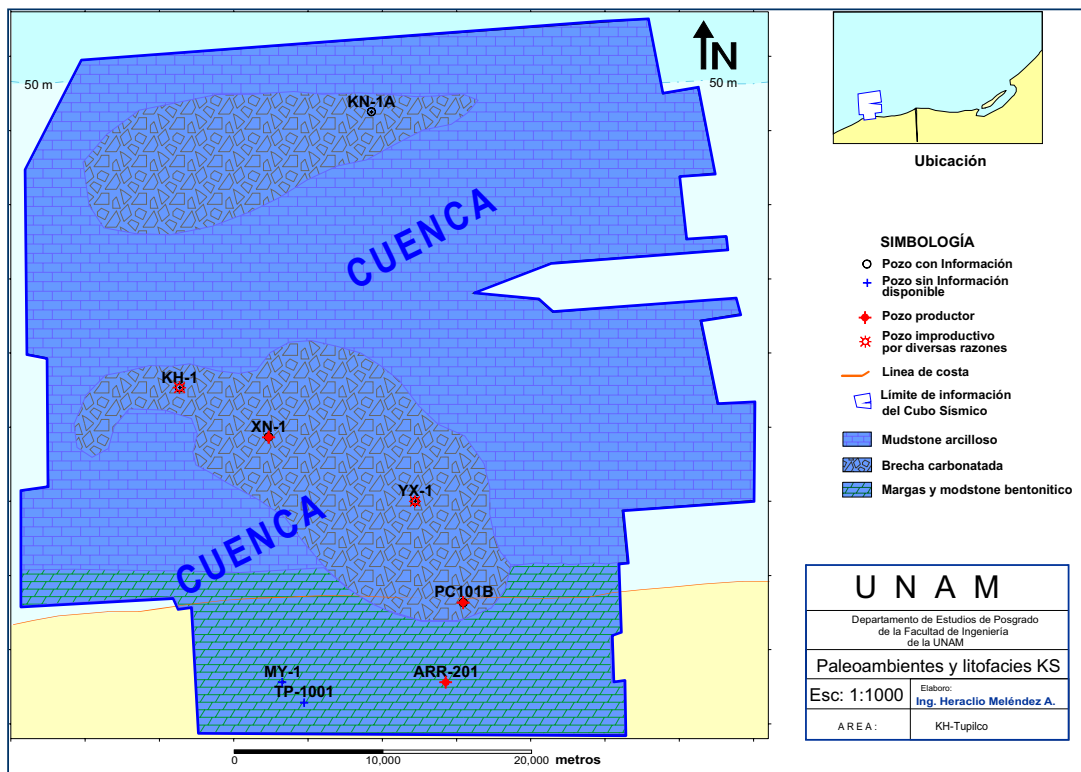 N
50 m
50 m
KN-1A
CUENCA
KH-1
XN-1
YX-1
CUENCA
PC101B
MY-1
TP-1001
ARR-201
0
10,000
20,000
metros
Ubicación
SIMBOLOGÍA
Pozo con Información
Pozo sin Información
disponible
Pozo productor
Pozo improductivo
por diversas razones
Linea de costa
Límite de información
del Cubo Sísmico
Mudstone arcilloso
Brecha carbonatada
Margas y modstone bentonitico
UNAM
Departamento de Estudios de Posgrado
de la Facultad de Ingeniería
de la UNAM
Paleoambientes y litofacies KS
Esc: 1:1000
Elaboro:
Ing. Heraclio Meléndez A.
AREA:
KH-Tupilco